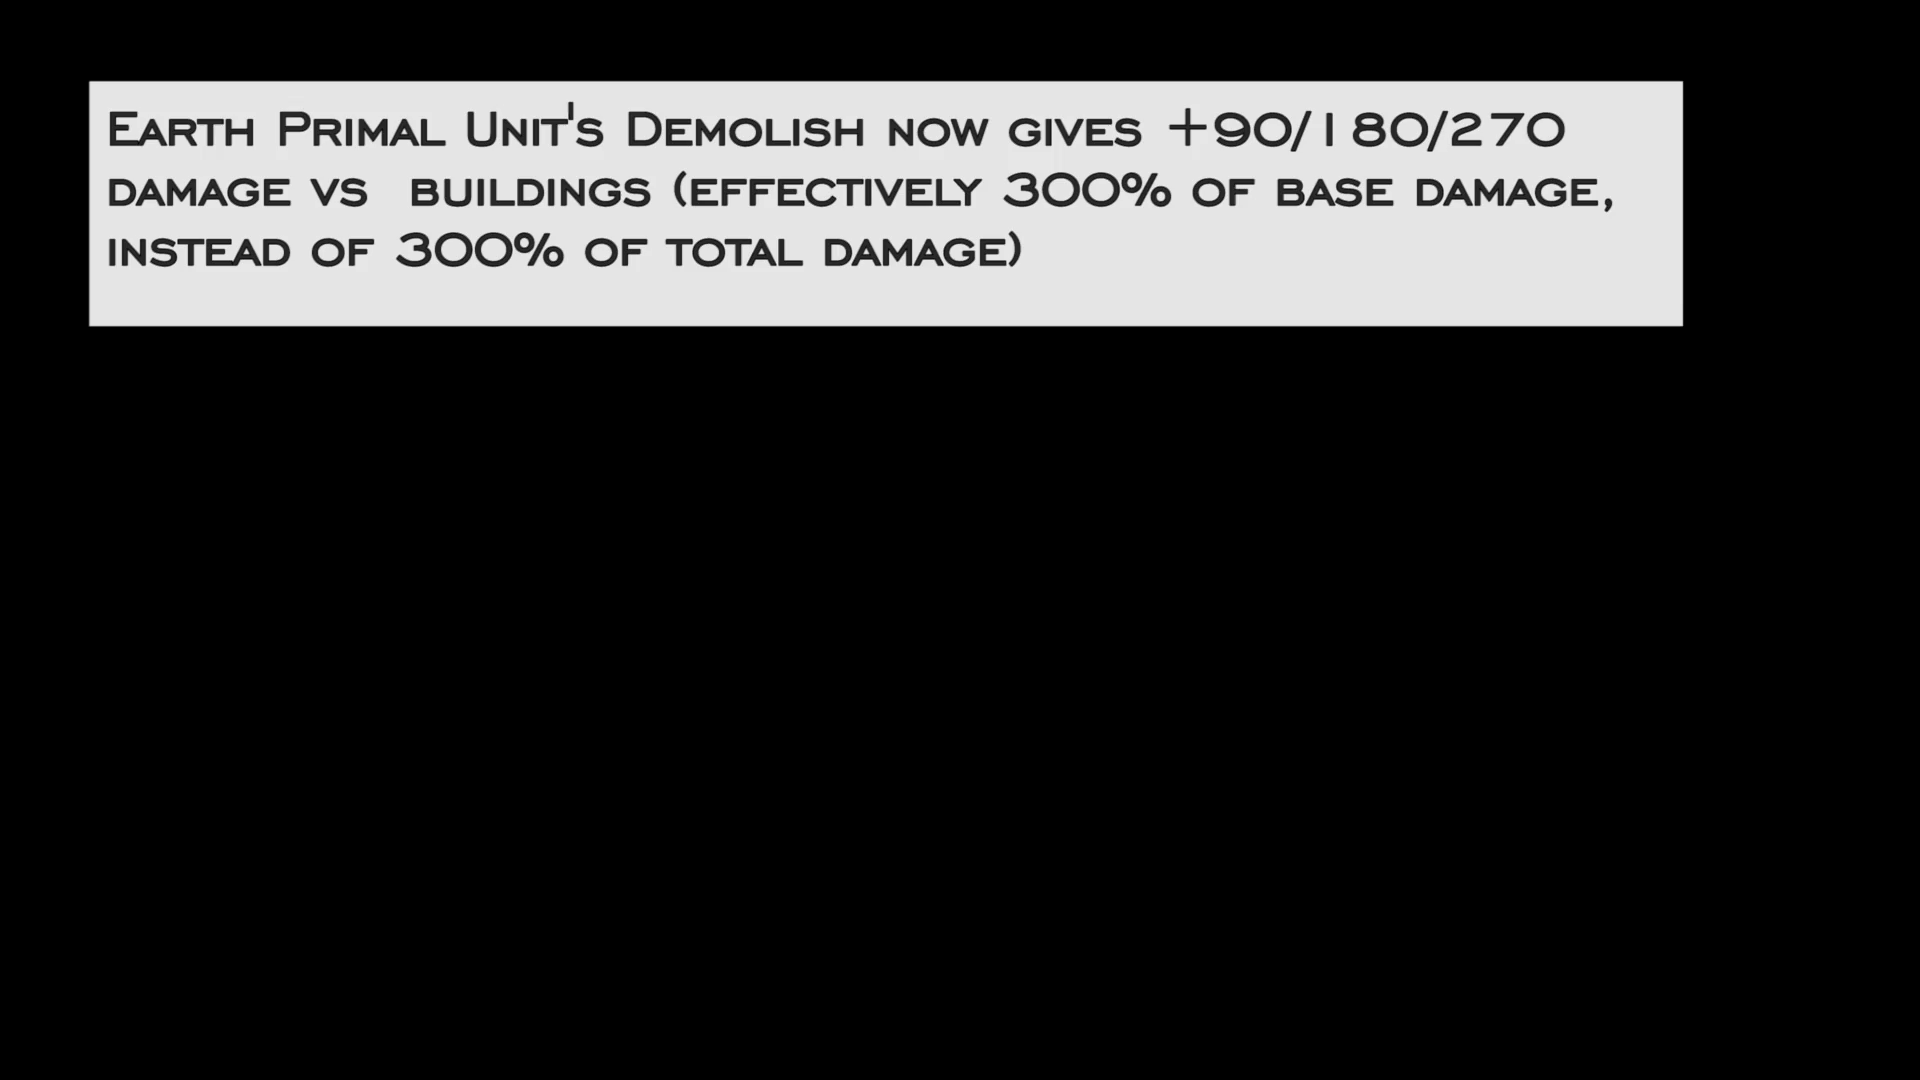 Earth Primal Unit's Demolish now gives +90/180/270
damage vs  buildings (effectively 300% of base damage,
instead of 300% of total damage)